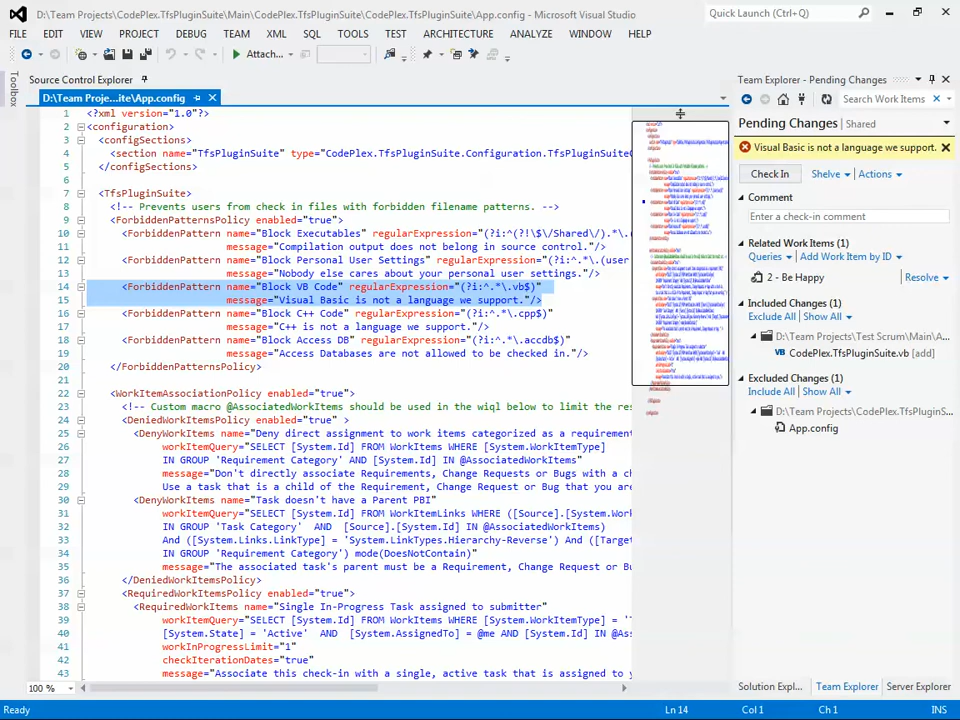 D:\Team Projects\CodePlex.TfsPluginSuite\Main\CodePlex.TfsPluginSuite\CodePlex.TfsPluginSuite\App.config - Microsoft Visual Studio
Quick Launch (Ctrl+Q)
FILE EDIT VIEW PROJECT DEBUG TEAM XML SQL TOOLS TEST ARCHITECTURE ANALYZE WINDOW HELP
Attach...
Toolbox
Source Control Explorer
D:\Team Proje...ite\App.config
1 <?xml version="1.0"?>
2 <configuration>
3 <configSections>
4 <section name="TfsPluginSuite" type="CodePlex.TfsPluginSuite.Configuration.TfsPluginSuite
5 </configSections>
6
7 <TfsPluginSuite>
8 <!-- Prevents users from check in files with forbidden filename patterns. -->
9 <ForbiddenPatternsPolicy enabled="true">
10 <ForbiddenPattern name="Block Executables" regularExpression="(?i:^(?!\$\/Shared\/).*\.
11 message="Compilation output does not belong in source control."/>
12 <ForbiddenPattern name="Block Personal User Settings" regularExpression="(?i:^.*\.(user
13 message="Nobody else cares about your personal user settings."/>
14 <ForbiddenPattern name="Block VB Code" regularExpression="(?i:^.*\.vb$)"
15 message="Visual Basic is not a language we support."/>
16 <ForbiddenPattern name="Block C++ Code" regularExpression="(?i:^.*\.cpp$)
17 message="C++ is not a language we support."/>
18 <ForbiddenPattern name="Block Access DB" regularExpression="(?i:^.*\.accdb$)"
19 message="Access Databases are not allowed to be checked in."/>
20 </ForbiddenPatternsPolicy>
21
22 <WorkItemAssociationPolicy enabled="true">
23 <!-- Custom macro @AssociatedWorkItems should be used in the wiql below to limit the res
24 <DeniedWorkItemsPolicy enabled="true" >
25 <DenyWorkItems name="Deny direct assignment to work items categorized as a requirement
26 workItemQuery="SELECT [System.Id] FROM WorkItems WHERE [System.WorkItemType]
27 IN GROUP 'Requirement Category' AND [System.Id] IN @AssociatedWorkItems"
28 message="Don't directly associate Requirements, Change Requests or Bugs with a ch
29 Use a task that is a child of the Requirement, Change Request or Bug that you are
30 <DenyWorkItems name="Task doesn't have a Parent PBI"
31 workItemQuery="SELECT [System.Id] FROM WorkItemLinks WHERE ([Source].[System.Work
32 IN GROUP 'Task Category' AND [Source].[System.Id] IN @AssociatedWorkItems)
33 And ([System.Links.LinkType] = 'System.LinkTypes.Hierarchy-Reverse') And ([Target
34 IN GROUP 'Requirement Category') mode(DoesNotContain)"
35 message="The associated task's parent must be a Requirement, Change Request or Bu
36 </DeniedWorkItemsPolicy>
37 <RequiredWorkItemsPolicy enabled="true">
38 <RequiredWorkItems name="Single In-Progress Task assigned to submitter"
39 workItemQuery="SELECT [System.Id] FROM WorkItems WHERE [System.WorkItemType] = 'T
40 [System.State] = 'Active' AND [System.AssignedTo] = @me AND [System.Id] IN @Asso
41 workInProgressLimit="1"
42 checkIterationDates="true"
43 message="Associate this check-in with a single, active task that is assigned to y
100 %
Team Explorer - Pending Changes
Search Work Items
Pending Changes | Shared
Visual Basic is not a language we support.
Check In Shelve Actions
Comment
Enter a check-in comment
Related Work Items (1)
Queries | Add Work Item by ID
2 - Be Happy Resolve
Included Changes (1)
Exclude All | Show All
D:\Team Projects\Test Scrum\Main\A...
VB CodePlex.TfsPluginSuite.vb [add]
Excluded Changes (1)
Include All | Show All
D:\Team Projects\CodePlex.TfsPluginS...
App.config
Solution Expl... Team Explorer Server Explorer
Ready Ln 14 Col 1 Ch 1 INS